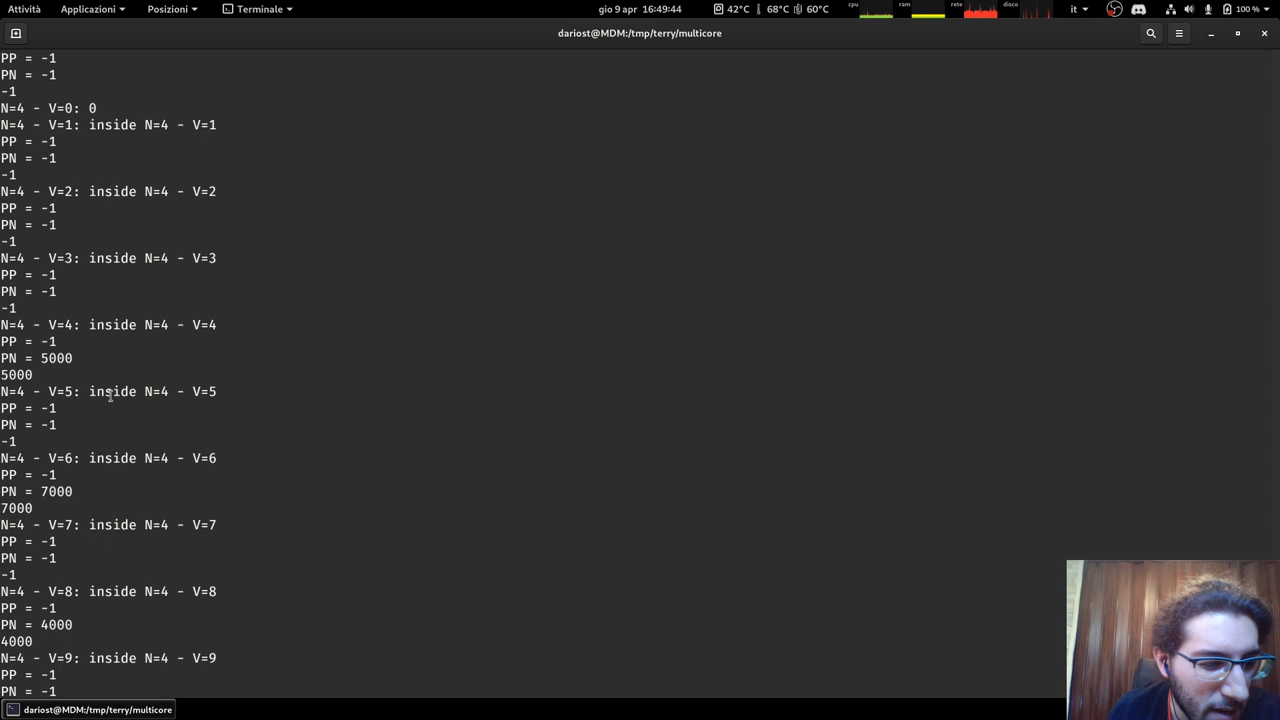 Attività Applicazioni Posizioni Terminale gio 9 apr 16:49:44 42°C 68°C 60°C cpu ram rete disco it 100 %
dariost@MDM:/tmp/terry/multicore
PP = -1
PN = -1
-1
N=4 - V=0: 0
N=4 - V=1: inside N=4 - V=1
PP = -1
PN = -1
-1
N=4 - V=2: inside N=4 - V=2
PP = -1
PN = -1
-1
N=4 - V=3: inside N=4 - V=3
PP = -1
PN = -1
-1
N=4 - V=4: inside N=4 - V=4
PP = -1
PN = 5000
5000
N=4 - V=5: inside N=4 - V=5
PP = -1
PN = -1
-1
N=4 - V=6: inside N=4 - V=6
PP = -1
PN = 7000
7000
N=4 - V=7: inside N=4 - V=7
PP = -1
PN = -1
-1
N=4 - V=8: inside N=4 - V=8
PP = -1
PN = 4000
4000
N=4 - V=9: inside N=4 - V=9
PP = -1
PN = -1
dariost@MDM:/tmp/terry/multicore